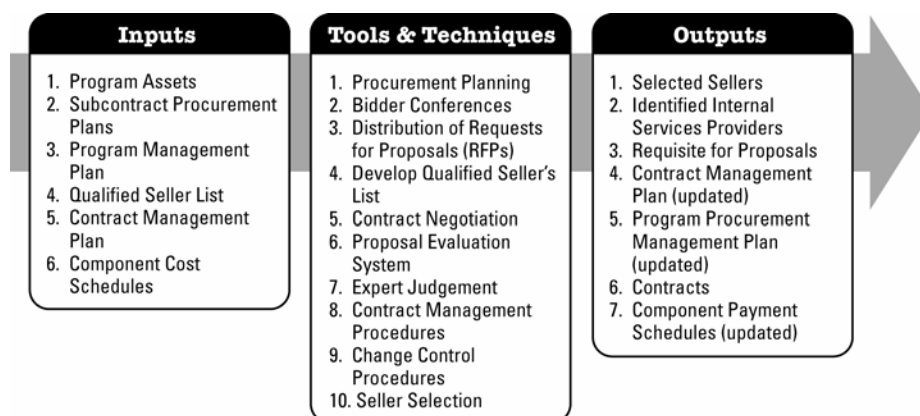 Inputs
1. Program Assets
2. Subcontract Procurement
Plans
3. Program Management
Plan
4. Qualified Seller List
5. Contract Management
Plan
6. Component Cost
Schedules
Tools & Techniques
1. Procurement Planning
2. Bidder Conferences
3. Distribution of Requests
for Proposals (RFPs)
4. Develop Qualified Seller's
List
5. Contract Negotiation
6. Proposal Evaluation
System
7. Expert Judgement
8. Contract Management
Procedures
9. Change Control
Procedures
10. Seller Selection
Outputs
1. Selected Sellers
2. Identified Internal
Services Providers
3. Requisite for Proposals
4. Contract Management
Plan (updated)
5. Program Procurement
Management Plan
(updated)
6. Contracts
7. Component Payment
Schedules (updated)